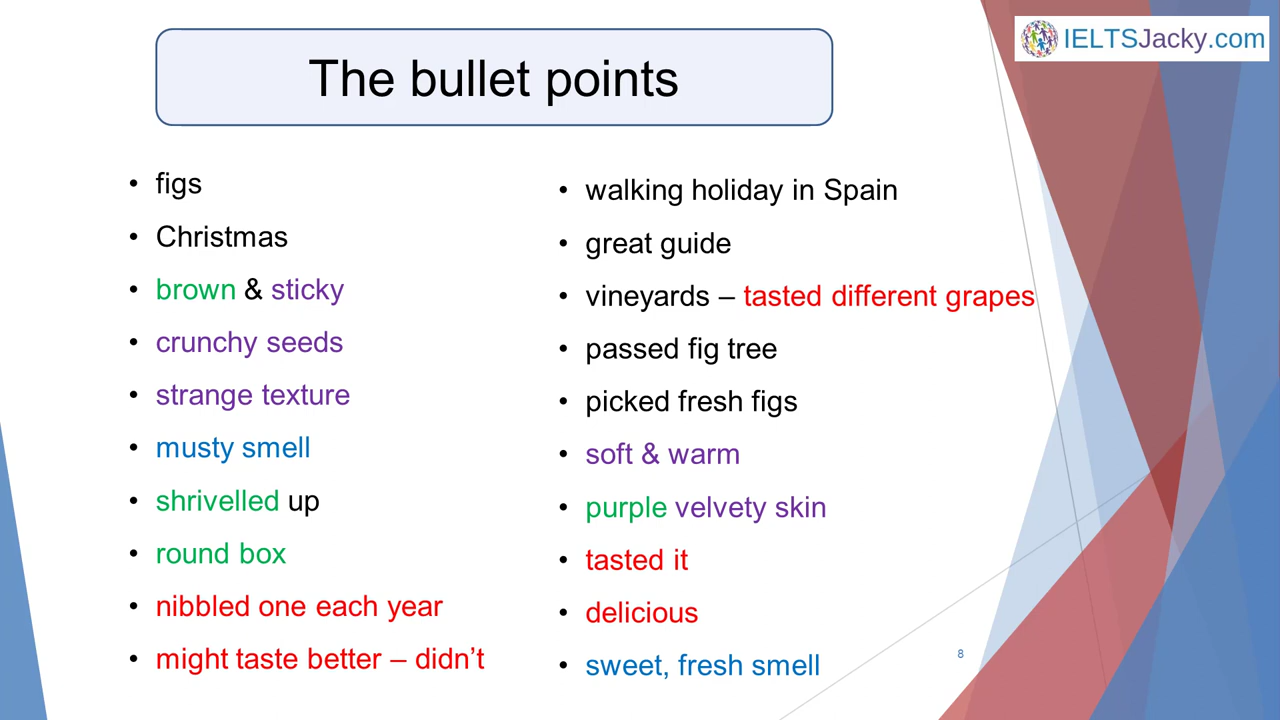 IELTSJacky.com
The bullet points
• figs
• Christmas
• brown & sticky
• crunchy seeds
• strange texture
• musty smell
• shrivelled up
• round box
• nibbled one each year
• might taste better – didn’t
• walking holiday in Spain
• great guide
• vineyards – tasted different grapes
• passed fig tree
• picked fresh figs
• soft & warm
• purple velvety skin
• tasted it
• delicious
• sweet, fresh smell
8